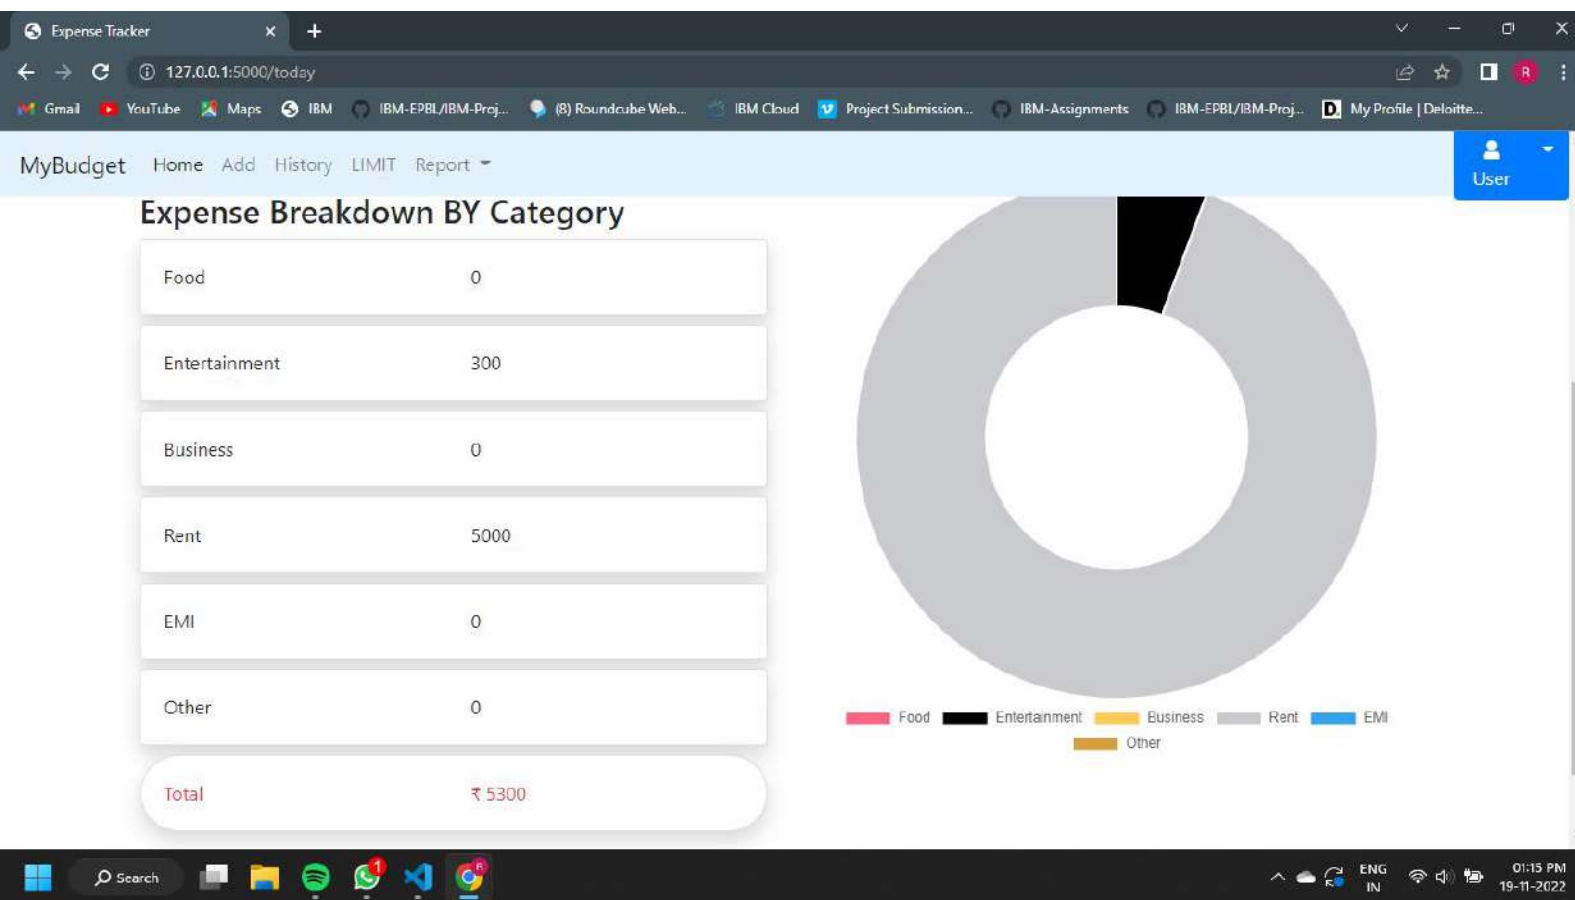 Expense Tracker
127.0.0.1:5000/today
R
Gmail YouTube Maps IBM IBM-EPBL/IBM-Proj... (8) Roundcube Web... IBM Cloud Project Submission... IBM-Assignments IBM-EPBL/IBM-Proj... D. My Profile | Deloitte...
MyBudget Home Add History LIMIT Report
User
Expense Breakdown BY Category
Food 0
Entertainment 300
Business 0
Rent 5000
EMI 0
Other 0
Total ₹ 5300
Food Entertainment Business Rent EMI
Other
Search
1
R
ENG
IN
01:15 PM
19-11-2022